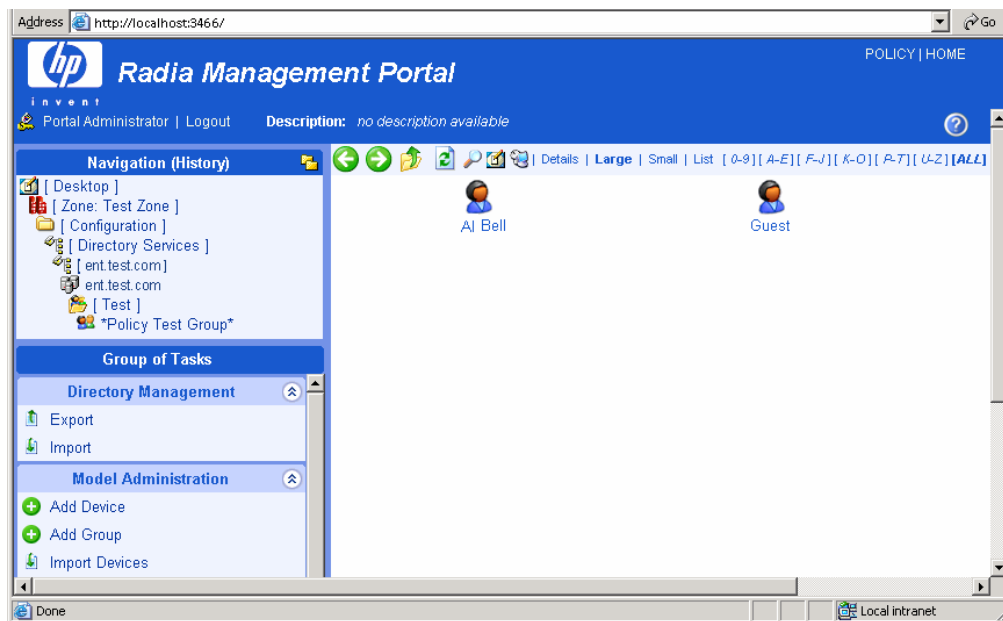 Address http://localhost:3466/ Go
hp
invent
Radia Management Portal
POLICY | HOME
Portal Administrator | Logout Description: no description available ?
Navigation (History)
[ Desktop ]
[ Zone: Test Zone ]
[ Configuration ]
[ Directory Services ]
[ ent.test.com]
ent.test.com
[ Test ]
*Policy Test Group*
Details | Large | Small | List [ 0-9][ A-E][ F-J][ K-O][ P-T][ U-Z][ALL]
Al Bell Guest
Group of Tasks
Directory Management
Export
Import
Model Administration
Add Device
Add Group
Import Devices
Done Local intranet